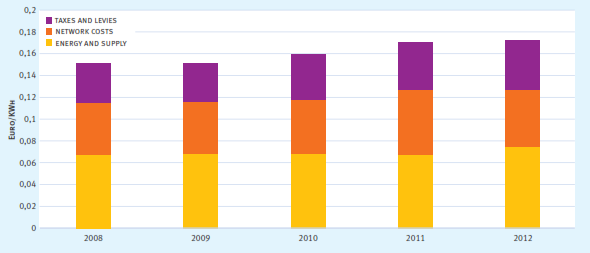 0,2
TAXES AND LEVIES
0,18
NETWORK COSTS
ENERGY AND SUPPLY
0,16
0,14
0,12
0,1
0,08
0,06
0,04
0,02
0
EURO/KWH
2008 2009 2010 2011 2012